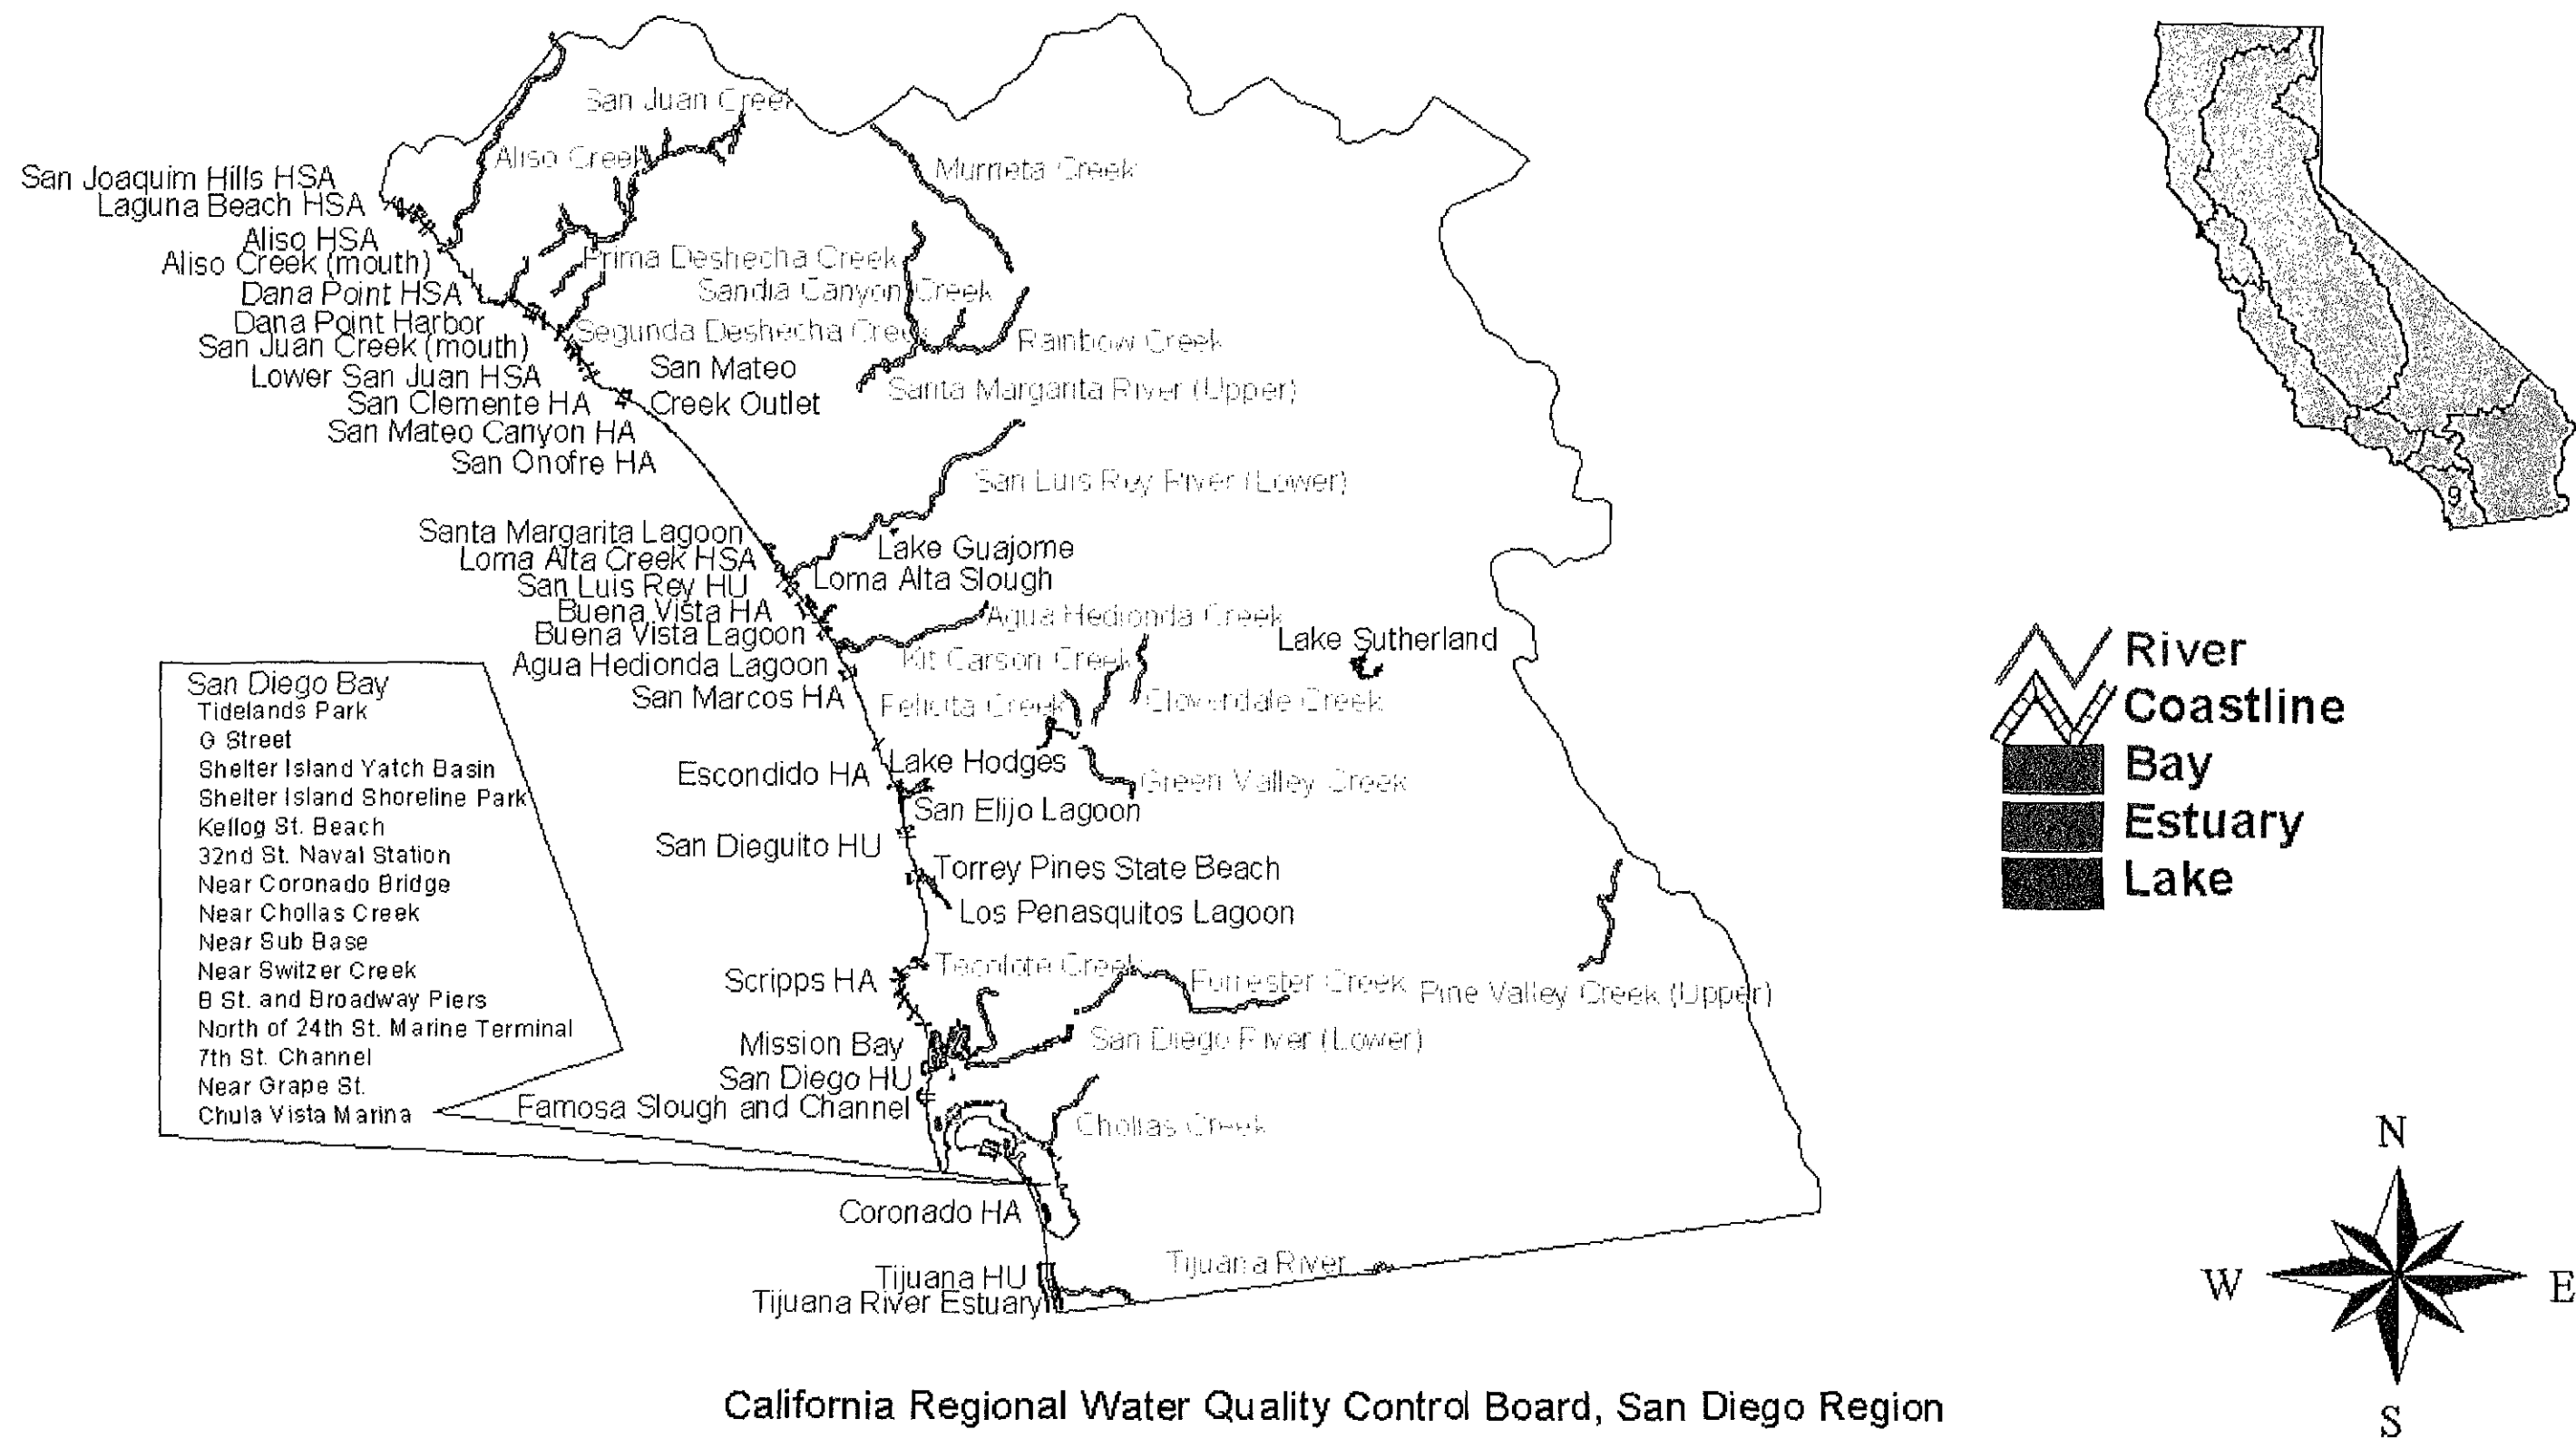 San Juan Creek
Aliso Creek
Murrieta Creek
San Joaquim Hills HSA
Laguna Beach HSA
Aliso HSA
Aliso Creek (mouth)
Prima Deshecha Creek
Dana Point HSA
Sandia Canyon Creek
Dana Point Harbor
Segunda Deshecha Creek
Rainbow Creek
San Juan Creek (mouth)
Lower San Juan HSA
San Mateo
Creek Outlet
Santa Margarita River (Upper)
San Clemente HA
San Mateo Canyon HA
San Onofre HA
San Luis Rey River (Lower)
Santa Margarita Lagoon
Loma Alta Creek HSA
Lake Guajome
San Luis Rey HU
Loma Alta Slough
Buena Vista HA
Agua Hedionda Creek
Buena Vista Lagoon
Lake Sutherland
Agua Hedionda Lagoon
Kit Carson Creek
San Marcos HA
Felicita Creek
Cloverdale Creek
Escondido HA
Lake Hodges
Green Valley Creek
San Elijo Lagoon
San Dieguito HU
Torrey Pines State Beach
Los Penasquitos Lagoon
Scripps HA
Tecolote Creek
Forrester Creek
Pine Valley Creek (Upper)
Mission Bay
San Diego River (Lower)
San Diego HU
Famosa Slough and Channel
Chollas Creek
Coronado HA
Tijuana River
Tijuana HU
Tijuana River Estuary
San Diego Bay
Tidelands Park
G Street
Shelter Island Yatch Basin
Shelter Island Shoreline Park
Kellog St. Beach
32nd St. Naval Station
Near Coronado Bridge
Near Chollas Creek
Near Sub Base
Near Switzer Creek
B St. and Broadway Piers
North of 24th St. Marine Terminal
7th St. Channel
Near Grape St.
Chula Vista Marina
9
River
Coastline
Bay
Estuary
Lake
N
W E
S
California Regional Water Quality Control Board, San Diego Region